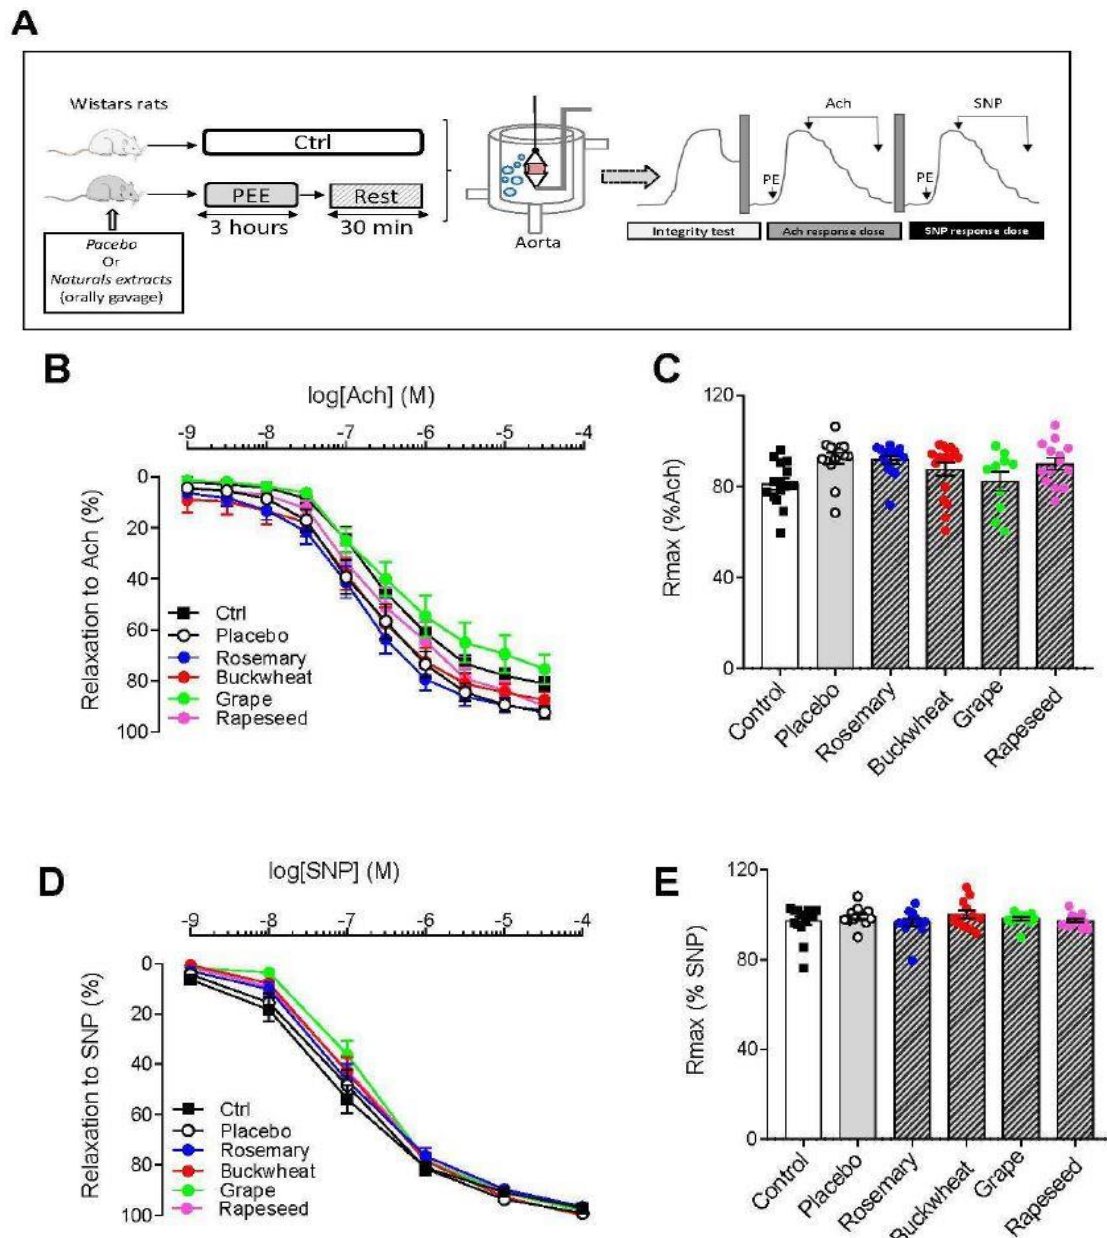 A
Wistars rats
Ctrl
PEE
Rest
3 hours
30 min
Pacebo
Or
Naturals extracts
(orally gavage)
Aorta
Ach
SNP
PE
PE
Integrity test
Ach response dose
SNP response dose
B
log[Ach] (M)
-9 -8 -7 -6 -5 -4
Relaxation to Ach (%)
0
20
40
60
80
100
Ctrl
Placebo
Rosemary
Buckwheat
Grape
Rapeseed
C
Rmax (%Ach)
120
80
40
0
Control
Placebo
Rosemary
Buckwheat
Grape
Rapeseed
D
log[SNP] (M)
-9 -8 -7 -6 -5 -4
Relaxation to SNP (%)
0
20
40
60
80
100
Ctrl
Placebo
Rosemary
Buckwheat
Grape
Rapeseed
E
Rmax (% SNP)
120
80
40
0
Control
Placebo
Rosemary
Buckwheat
Grape
Rapeseed